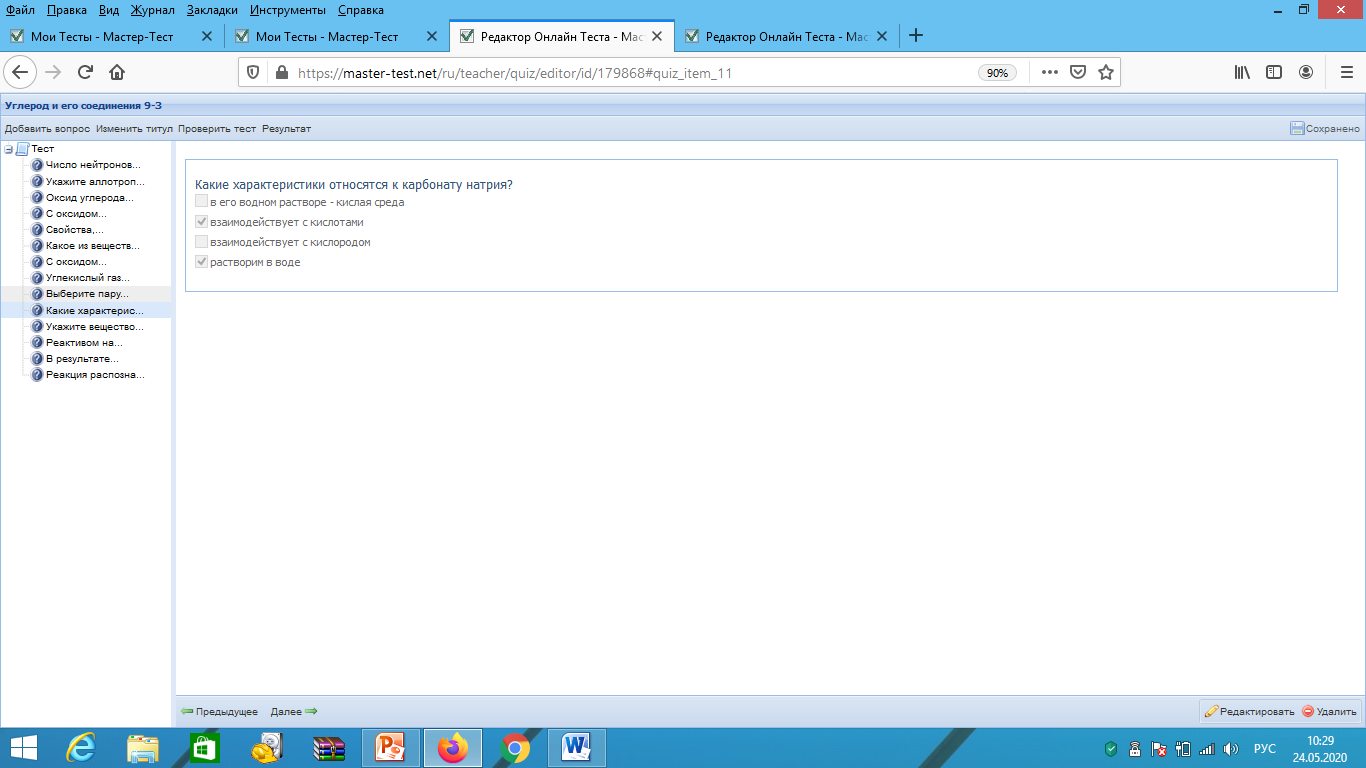 Файл Правка Вид Журнал Закладки Инструменты Справка
Мои Тесты - Мастер-Тест Мои Тесты - Мастер-Тест Редактор Онлайн Теста - Мас Редактор Онлайн Теста - Мас
https://master-test.net/ru/teacher/quiz/editor/id/179868#quiz_item_11 90%
Углерод и его соединения 9-3
Добавить вопрос Изменить титул Проверить тест Результат Сохранено
Тест
Число нейтронов...
Укажите аллотроп...
Оксид углерода...
С оксидом...
Свойства,...
Какое из веществ...
С оксидом...
Углекислый газ...
Выберите пару...
Какие характерис...
Укажите вещество...
Реактивом на...
В результате...
Реакция распозна...
Какие характеристики относятся к карбонату натрия?
в его водном растворе - кислая среда
взаимодействует с кислотами
взаимодействует с кислородом
растворим в воде
Предыдущее Далее Редактировать Удалить
РУС 10:29
24.05.2020